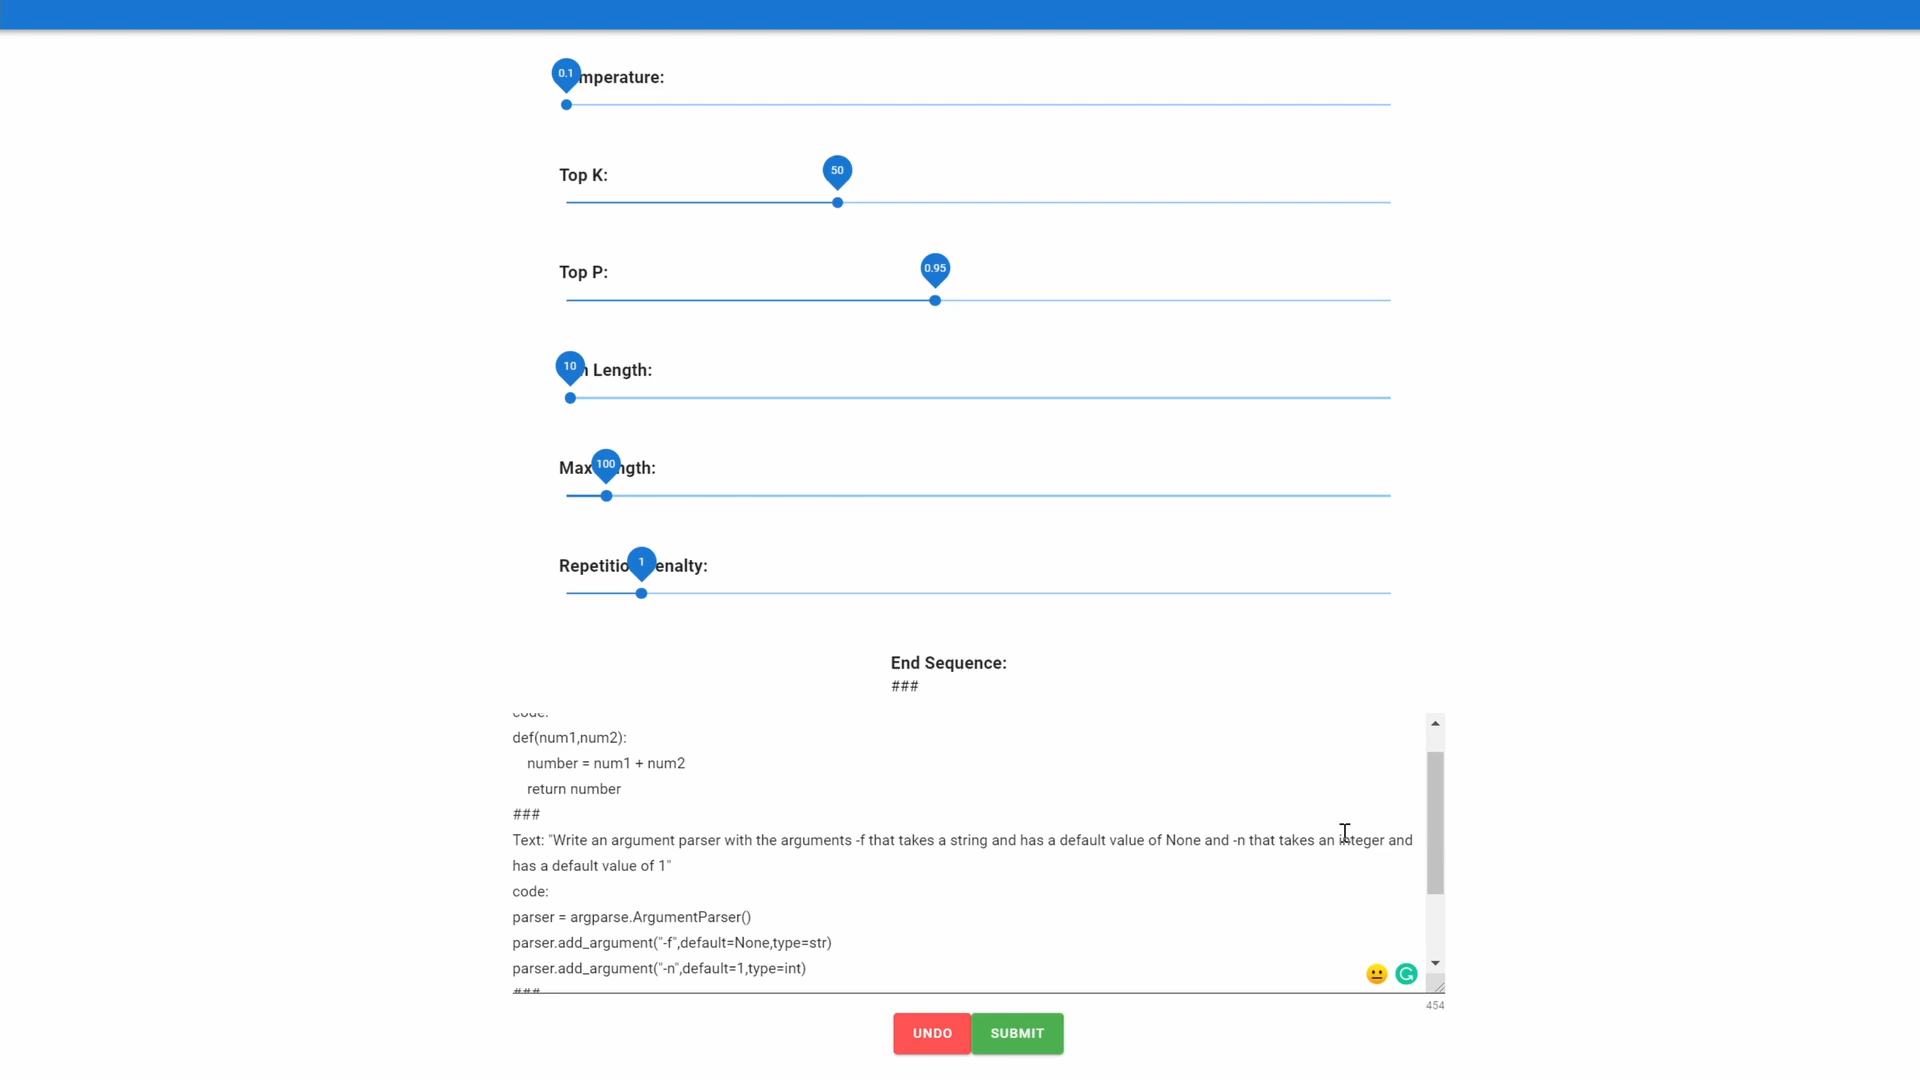 0.1
mperature:
Top K:
50
Top P:
0.95
10
Length:
Max
100
ngth:
Repetitio
1
enalty:
End Sequence:
###
code:
def(num1,num2):
number = num1 + num2
return number
###
Text: "Write an argument parser with the arguments -f that takes a string and has a default value of None and -n that takes an integer and
has a default value of 1"
code:
parser = argparse.ArgumentParser()
parser.add_argument("-f",default=None,type=str)
parser.add_argument("-n",default=1,type=int)
###
454
UNDO
SUBMIT